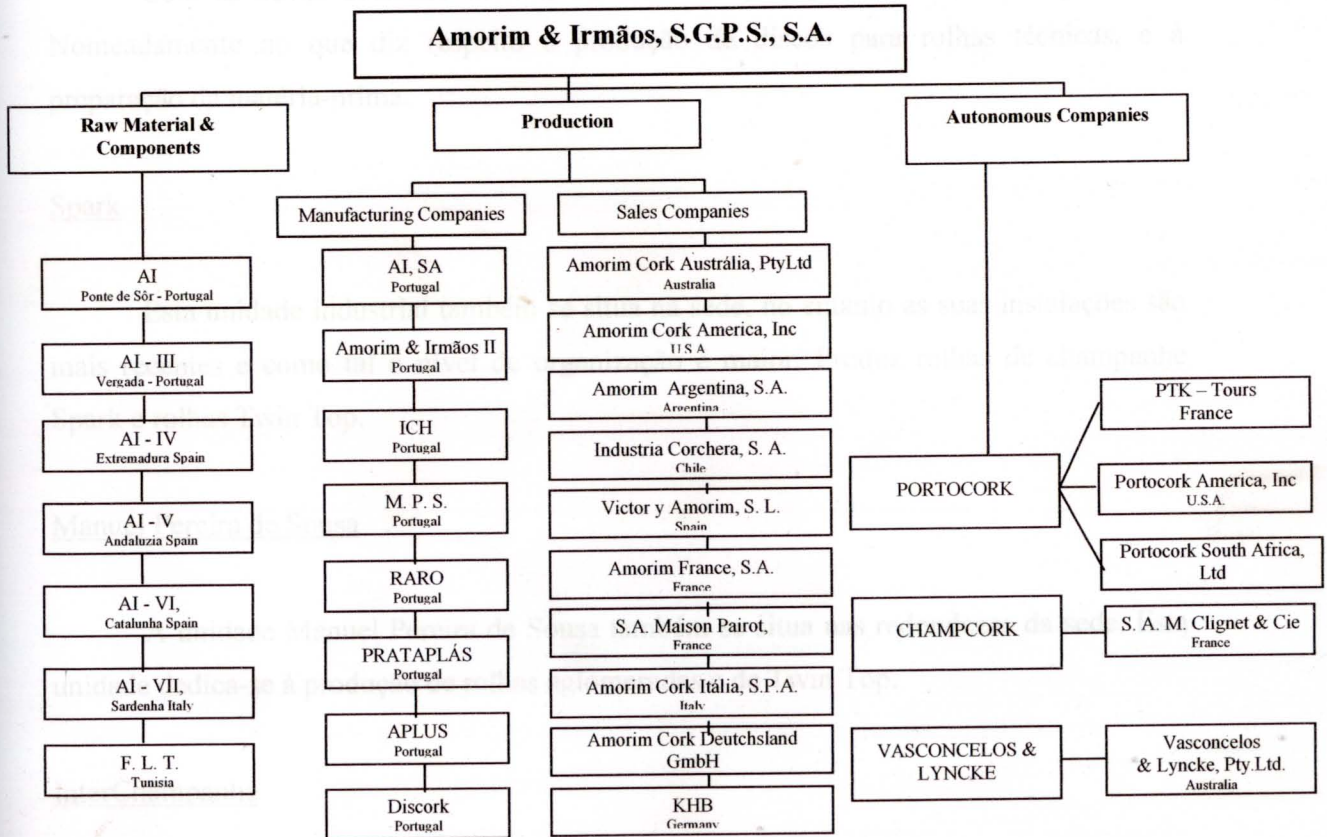 Amorim & Irmãos, S.G.P.S., S.A.
Raw Material &
Components
Production
Autonomous Companies
Manufacturing Companies
Sales Companies
AI
Ponte de Sôr - Portugal
AI - III
Vergada - Portugal
AI - IV
Extremadura Spain
AI - V
Andaluzia Spain
AI - VI,
Catalunha Spain
AI - VII,
Sardenha Italy
F. L. T.
Tunisia
AI, SA
Portugal
Amorim & Irmãos II
Portugal
ICH
Portugal
M. P. S.
Portugal
RARO
Portugal
PRATAPLÁS
Portugal
APLUS
Portugal
Discork
Portugal
Amorim Cork Austrália, PtyLtd
Australia
Amorim Cork America, Inc
U.S.A.
Amorim Argentina, S.A.
Argentina
Industria Corchera, S. A.
Chile
Victor y Amorim, S. L.
Spain
Amorim France, S.A.
France
S.A. Maison Pairot,
France
Amorim Cork Itália, S.P.A.
Italy
Amorim Cork Deutchsland
GmbH
KHB
Germany
PORTOCORK
PTK – Tours
France
Portocork America, Inc
U.S.A.
Portocork South Africa,
Ltd
CHAMPCORK
S. A. M. Clignet & Cie
France
VASCONCELOS &
LYNCKE
Vasconcelos
& Lyncke, Pty.Ltd.
Australia